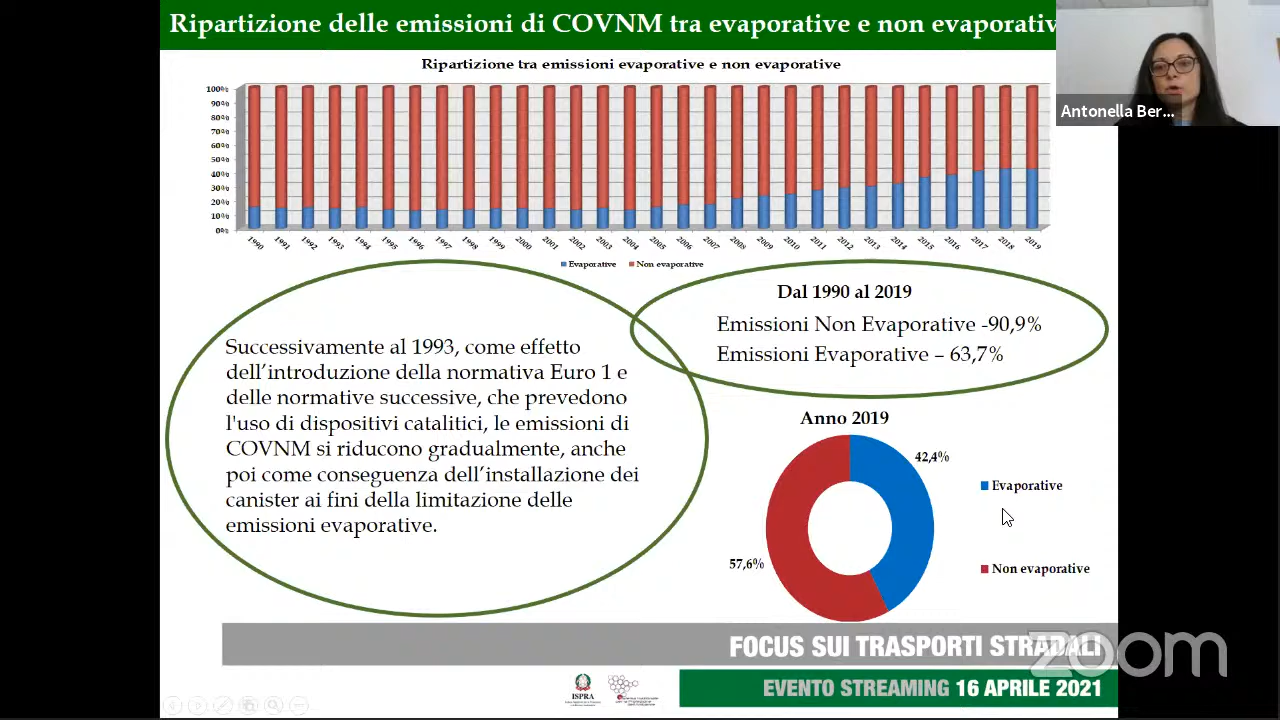 Ripartizione delle emissioni di COVNM tra evaporative e non evaporativ
Antonella Ber...
Ripartizione tra emissioni evaporative e non evaporative
100%
90%
80%
70%
60%
50%
40%
30%
20%
10%
0%
1990 1991 1992 1993 1994 1995 1996 1997 1998 1999 2000 2001 2002 2003 2004 2005 2006 2007 2008 2009 2010 2011 2012 2013 2014 2015 2016 2017 2018 2019
Evaporative Non evaporative
Successivamente al 1993, come effetto
dell’introduzione della normativa Euro 1 e
delle normative successive, che prevedono
l'uso di dispositivi catalitici, le emissioni di
COVNM si riducono gradualmente, anche
poi come conseguenza dell’installazione dei
canister ai fini della limitazione delle
emissioni evaporative.
Dal 1990 al 2019
Emissioni Non Evaporative -90,9%
Emissioni Evaporative – 63,7%
Anno 2019
42,4%
57,6%
Evaporative
Non evaporative
FOCUS SUI TRASPORTI STRADALI
zoom
ISPRA
EVENTO STREAMING 16 APRILE 2021